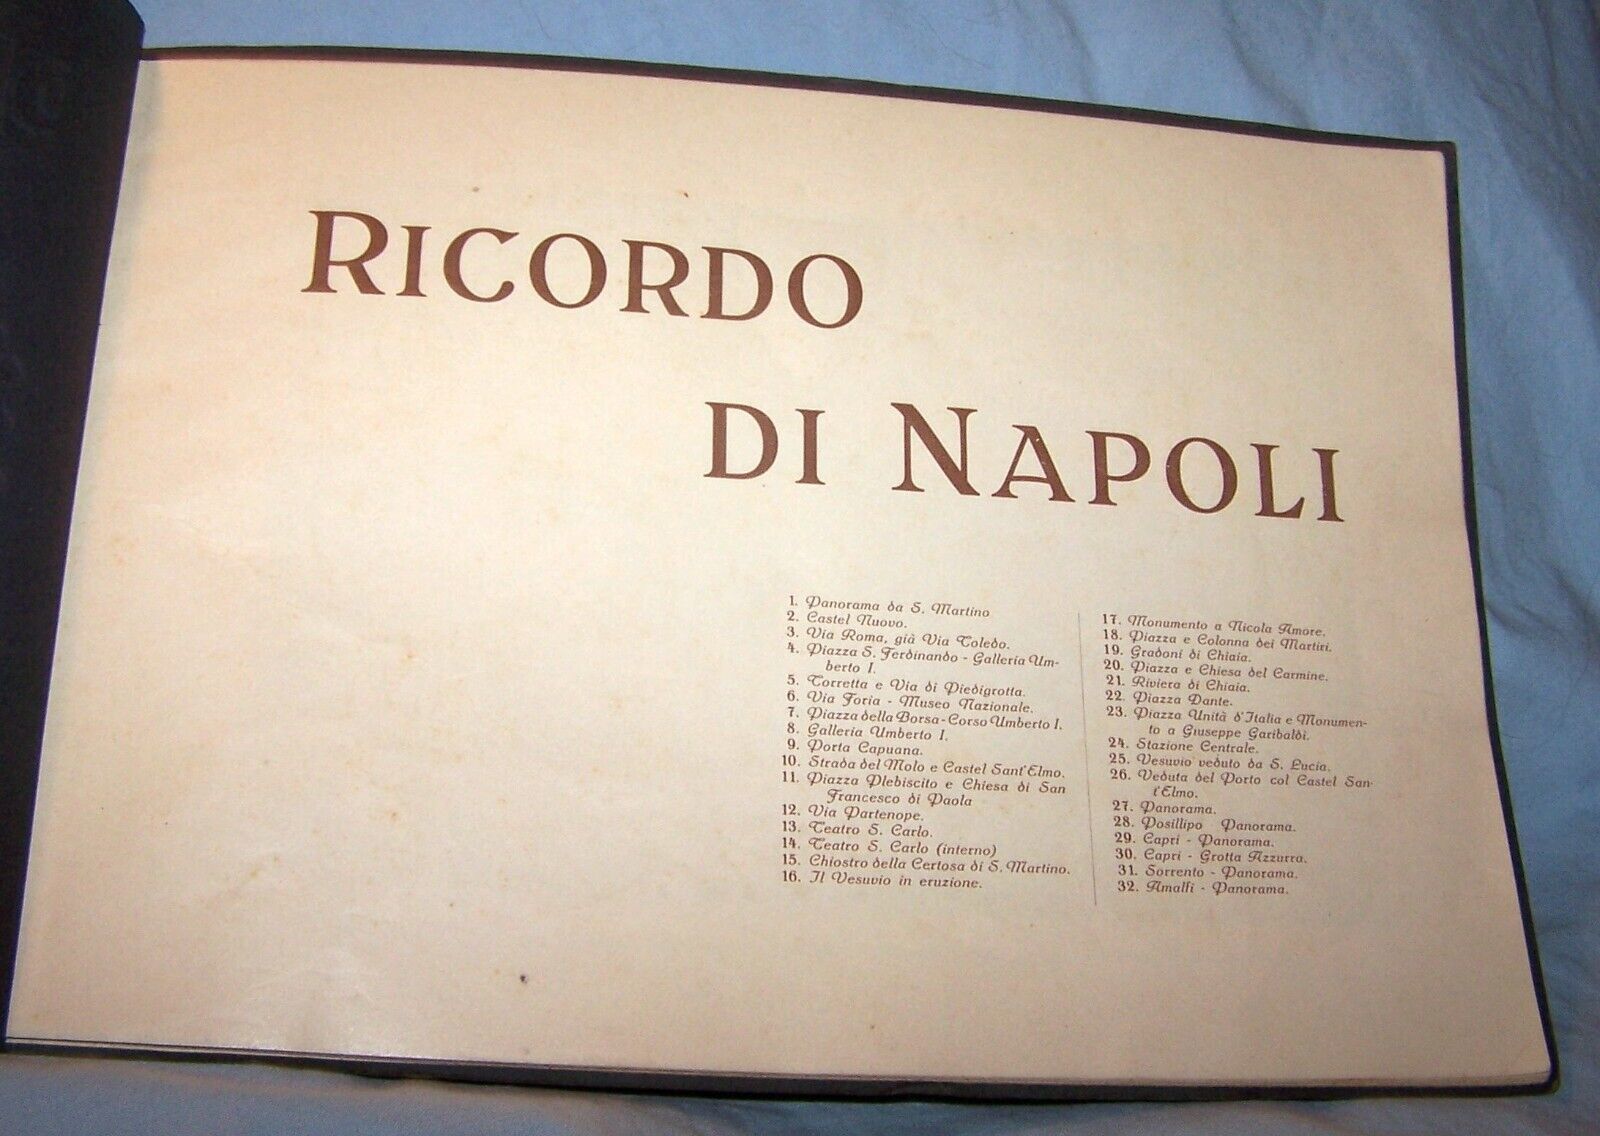 RICORDO
DI NAPOLI
1. Panorama da S. Martino
2. Castel Nuovo.
3. Via Roma, già Via Toledo.
4. Piazza S. Ferdinando - Galleria Um-
berto I.
5. Torretta e Via di Piedigrotta.
6. Via Foria - Museo Nazionale.
7. Piazza della Borsa - Corso Umberto I.
8. Galleria Umberto I.
9. Porta Capuana.
10. Strada del Molo e Castel Sant'Elmo.
11. Piazza Plebiscito e Chiesa di San
Francesco di Paola
12. Via Partenope.
13. Teatro S. Carlo.
14. Teatro S. Carlo (interno)
15. Chiostro della Certosa di S. Martino.
16. Il Vesuvio in eruzione.
17. Monumento a Nicola Amore.
18. Piazza e Colonna dei Martiri.
19. Gradoni di Chiaia.
20. Piazza e Chiesa del Carmine.
21. Riviera di Chiaia.
22. Piazza Dante.
23. Piazza Unità d'Italia e Monumen-
to a Giuseppe Garibaldi.
24. Stazione Centrale.
25. Vesuvio veduto da S. Lucia.
26. Veduta del Porto col Castel San-
t'Elmo.
27. Panorama.
28. Posillipo Panorama.
29. Capri - Panorama.
30. Capri - Grotta Azzurra.
31. Sorrento - Panorama.
32. Amalfi - Panorama.